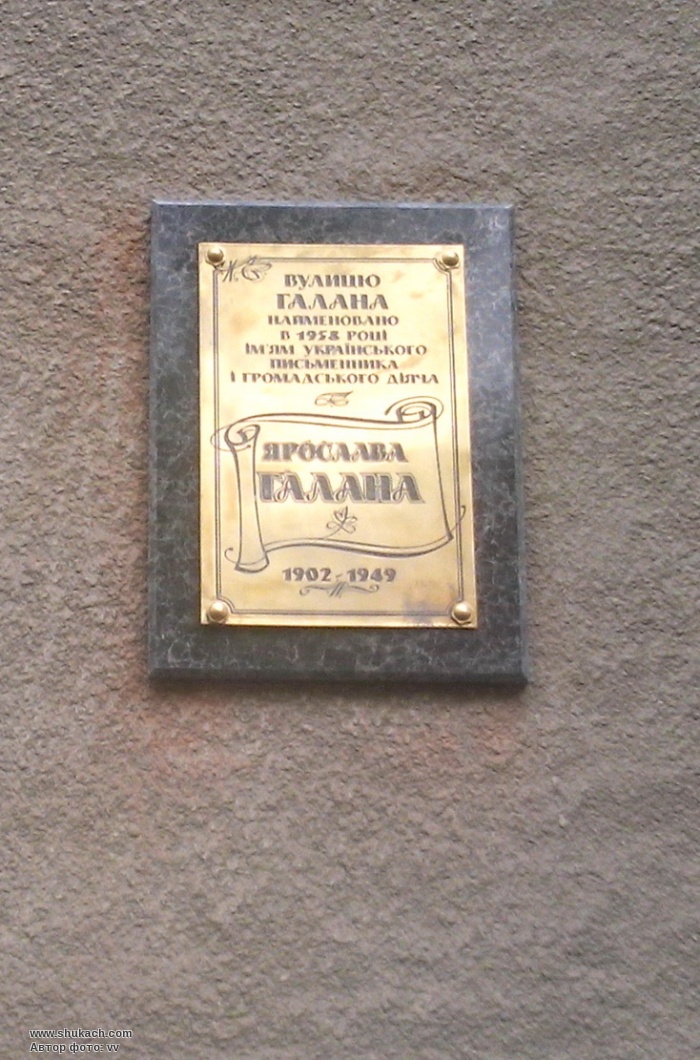 ВУЛИЦЮ
ГАЛАНА
НАЙМЕНОВАНО
В 1958 РОЦІ
ІМ'ЯМ УКРАЇНСЬКОГО
ПИСЬМЕННИКА
І ГРОМАДСЬКОГО ДІЯЧА
ЯРОСЛАВА
ГАЛАНА
1902-1949
www.shukach.com
Автор фото: vv